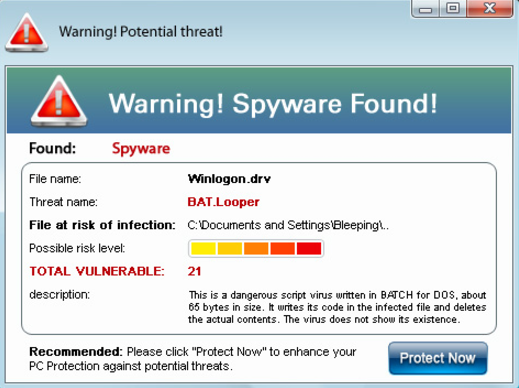 Warning! Potential threat!
Warning! Spyware Found!
Found: Spyware
File name: Winlogon.drv
Threat name: BAT.Looper
File at risk of infection: C:\Documents and Settings\Bleeping\..
Possible risk level:
TOTAL VULNERABLE: 21
description: This is a dangerous script virus written in BATCH for DOS, about
65 bytes in size. It writes its code in the infected file and deletes
the actual contents. The virus does not show its existence.
Recommended: Please click "Protect Now" to enhance your
PC Protection against potential threats.
Protect Now